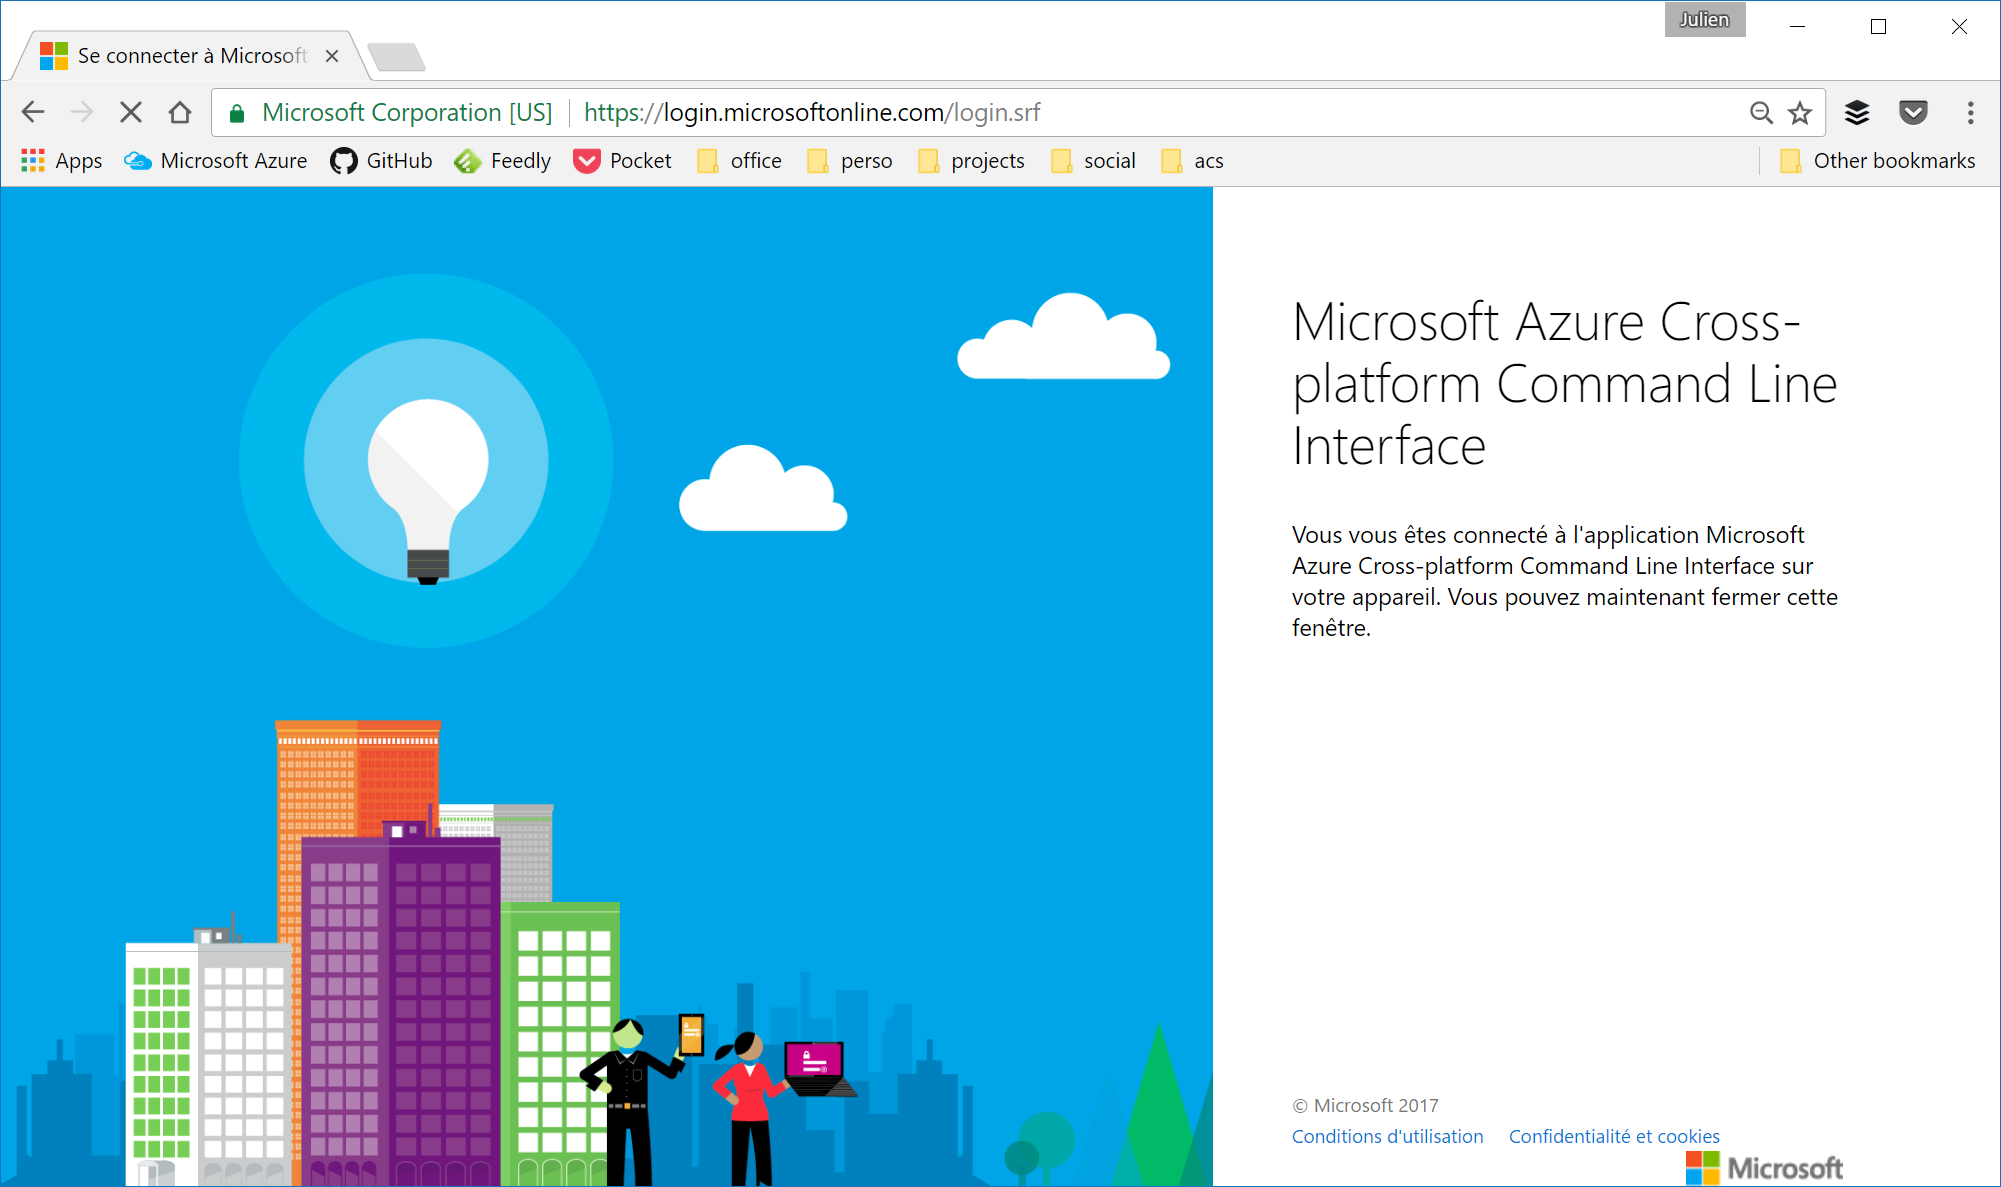 Julien
Se connecter à Microsoft
Microsoft Corporation [US] https://login.microsoftonline.com/login.srf
Apps Microsoft Azure GitHub Feedly Pocket office perso projects social acs Other bookmarks
Microsoft Azure Cross-
platform Command Line
Interface
Vous vous êtes connecté à l'application Microsoft
Azure Cross-platform Command Line Interface sur
votre appareil. Vous pouvez maintenant fermer cette
fenêtre.
© Microsoft 2017
Conditions d'utilisation Confidentialité et cookies
Microsoft